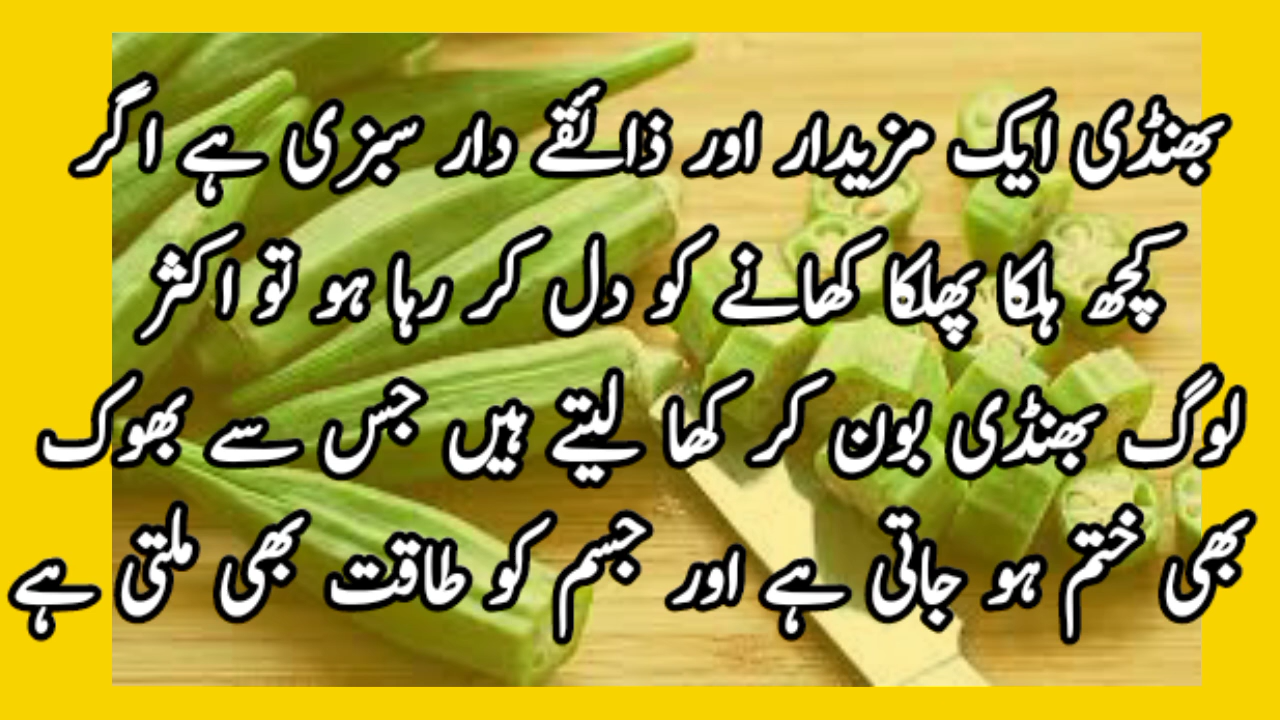 بھنڈی ایک مزیدار اور ذائقے دار سبزی ہے اگر
کچھ ہلکا پھلکا کھانے کو دل کر رہا ہو تو اکثر
لوگ بھنڈی بون کر کھا لیتے ہیں جس سے بھوک
بھی ختم ہو جاتی ہے اور جسم کو طاقت بھی ملتی ہے